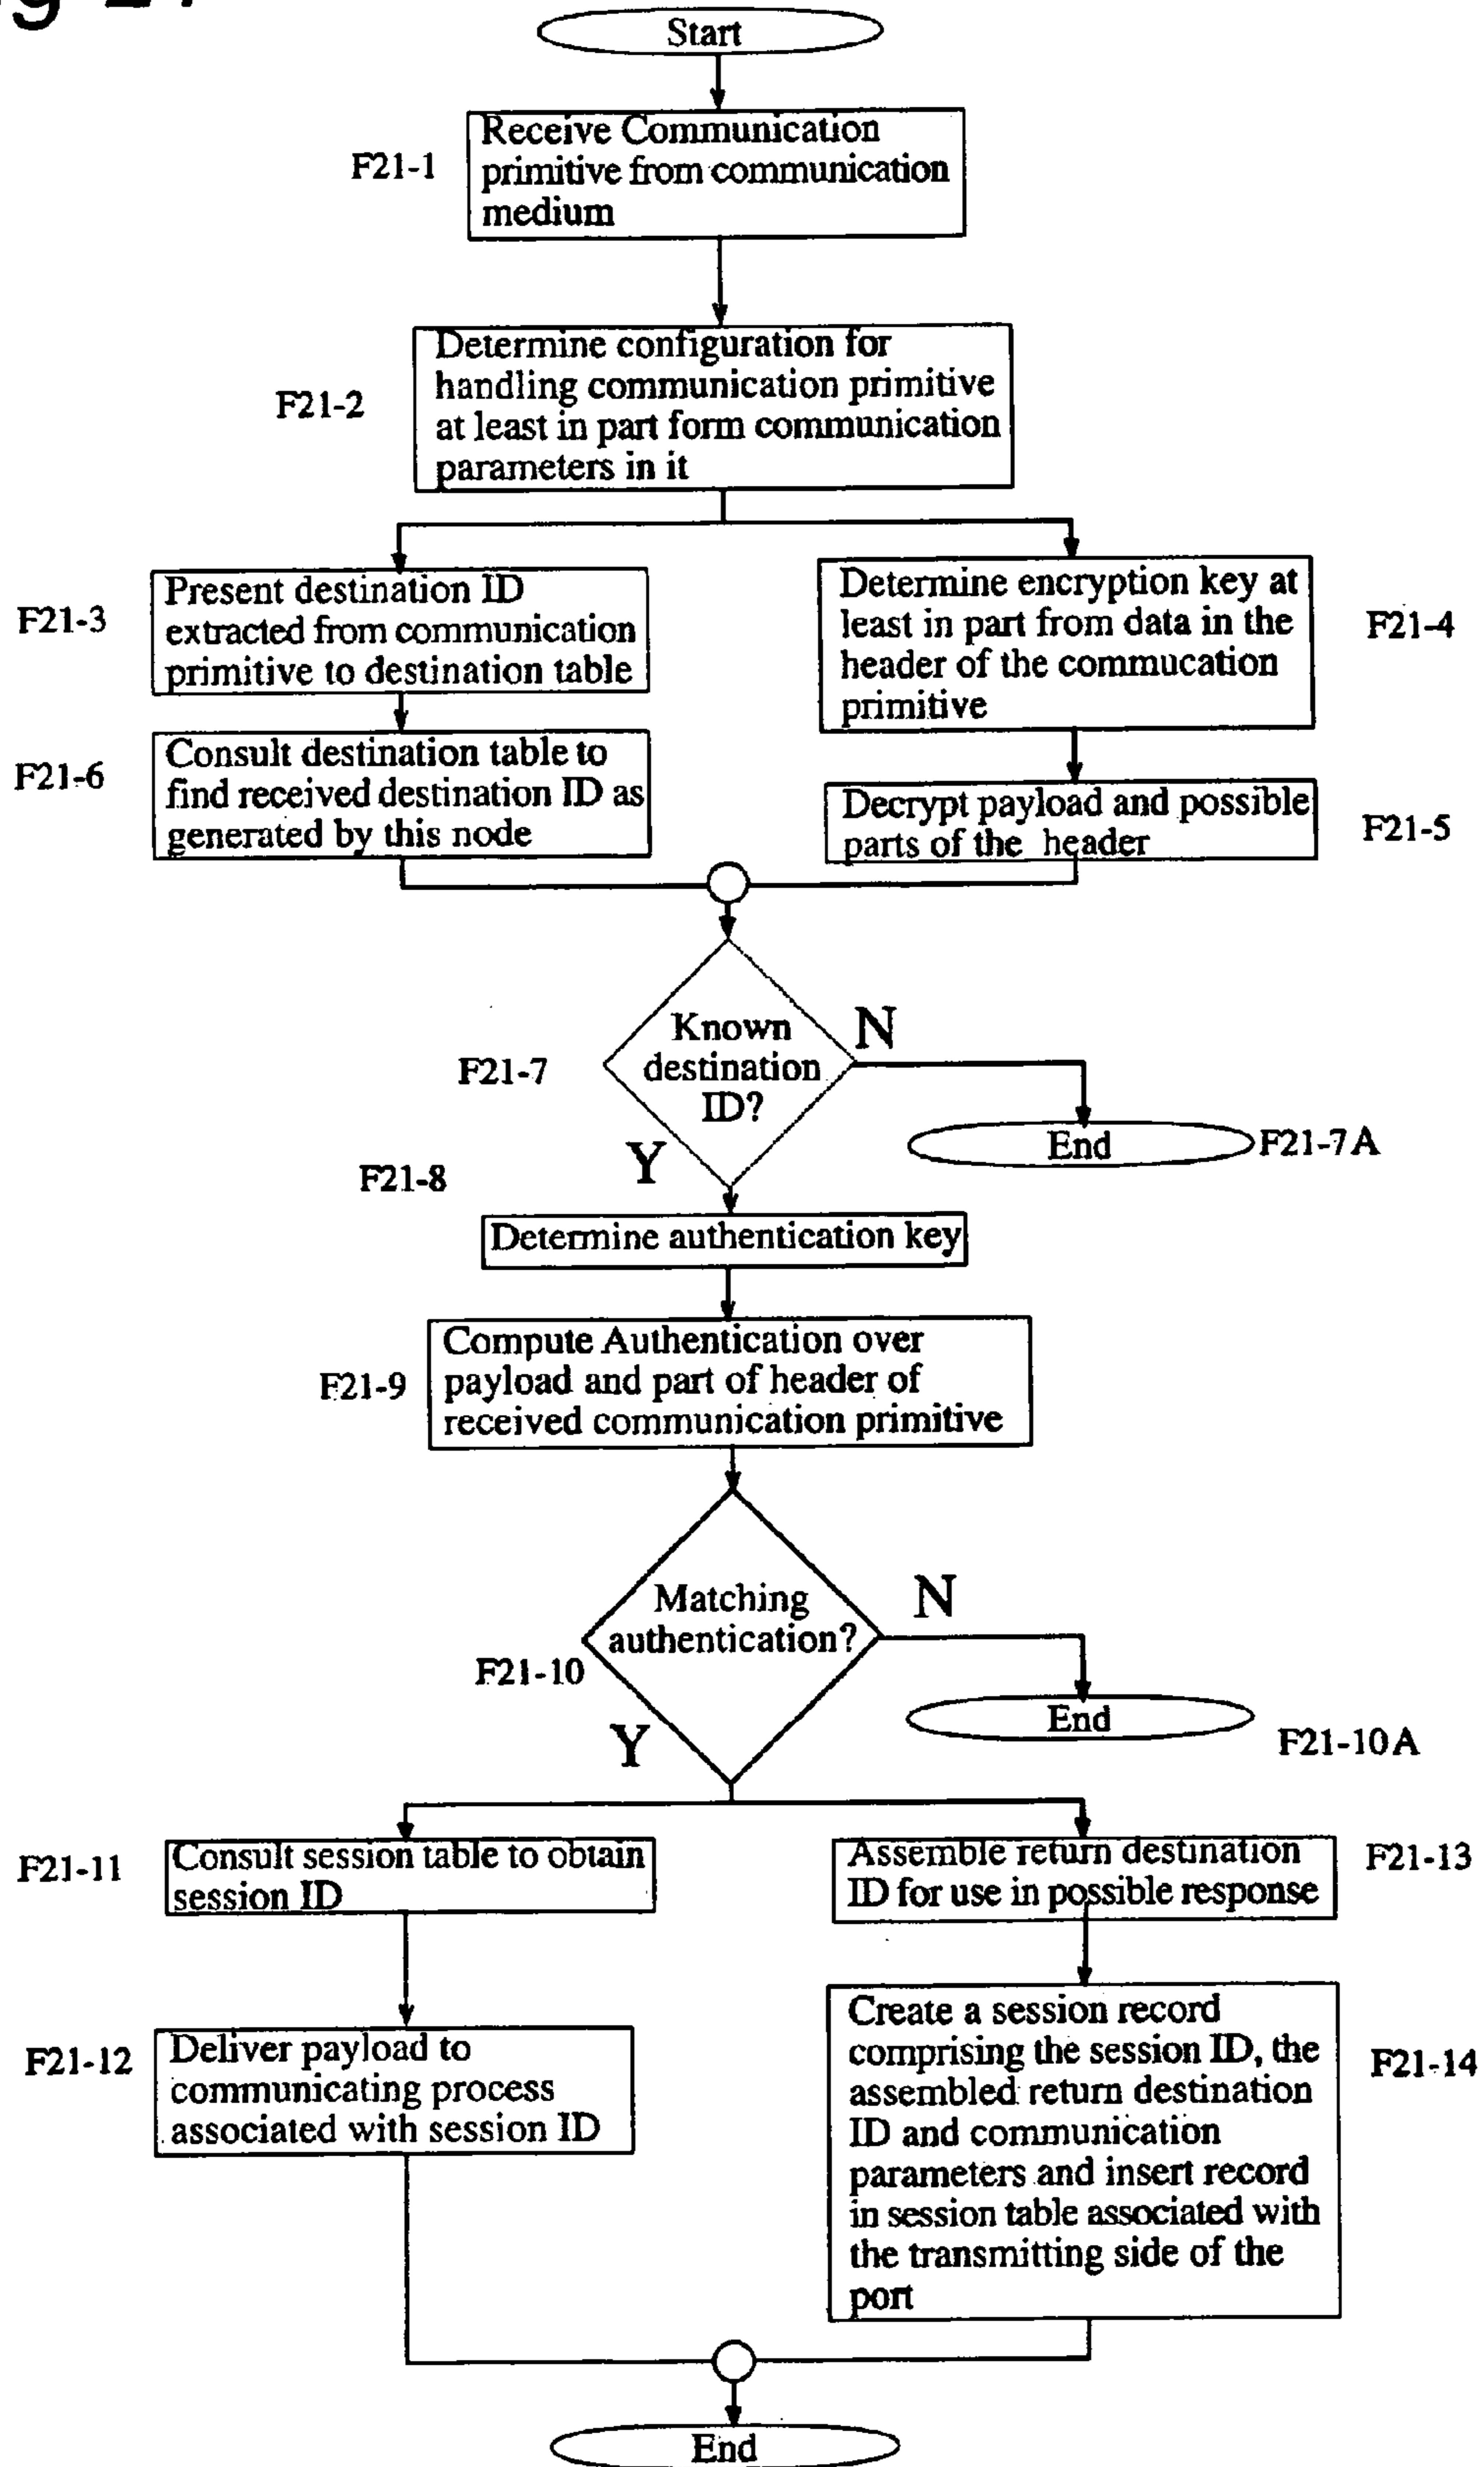 Start
F21-1
Receive Communication
primitive from communication
medium
F21-2
Determine configuration for
handling communication primitive
at least in part form communication
parameters in it
F21-3
Present destination ID
extracted from communication
primitive to destination table
Determine encryption key at
least in part from data in the
header of the commucation
primitive
F21-4
F21-6
Consult destination table to
find received destination ID as
generated by this node
Decrypt payload and possible
parts of the header
F21-5
F21-7
Known
destination
ID?
N
End
F21-7A
Y
F21-8
Determine authentication key
F21-9
Compute Authentication over
payload and part of header of
received communication primitive
F21-10
Matching
authentication?
N
End
F21-10A
Y
F21-11
Consult session table to obtain
session ID
Assemble return destination
ID for use in possible response
F21-13
F21-12
Deliver payload to
communicating process
associated with session ID
Create a session record
comprising the session ID, the
assembled return destination
ID and communication
parameters and insert record
in session table associated with
the transmitting side of the
port
F21-14
End